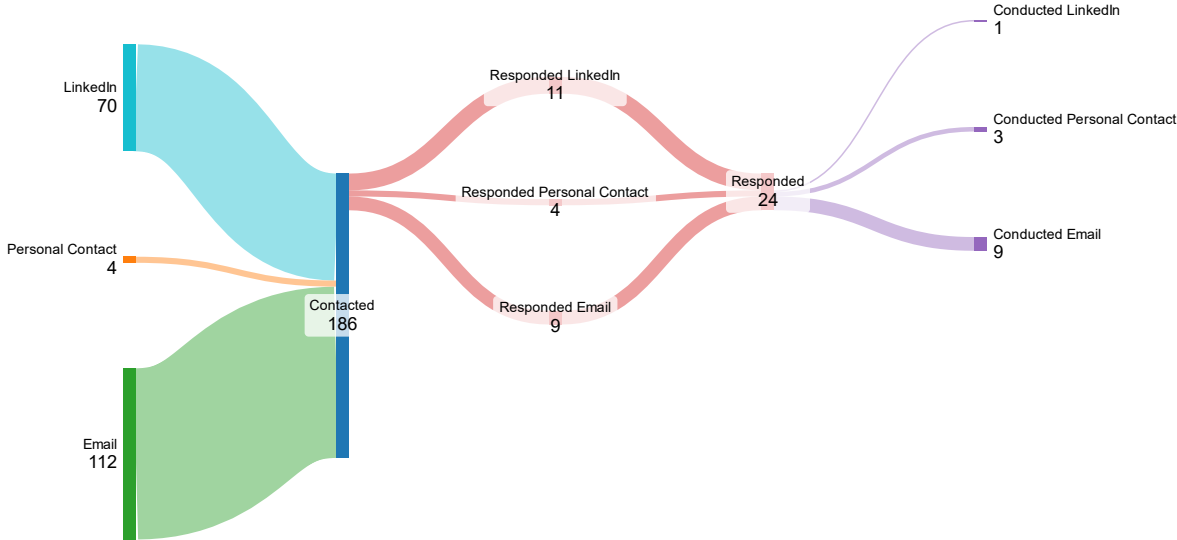 LinkedIn
70
Personal Contact
4
Email
112
Contacted
186
Responded LinkedIn
11
Responded Personal Contact
4
Responded Email
9
Responded
24
Conducted LinkedIn
1
Conducted Personal Contact
3
Conducted Email
9